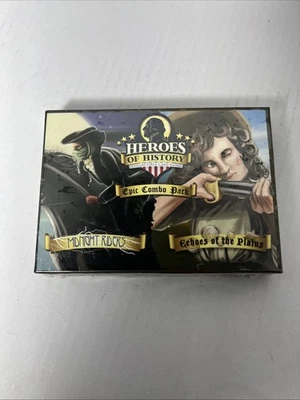 HEROES
OF HISTORY
Epic Combo Pack
MIDNIGHT RIDERS
Echoes of the Plains